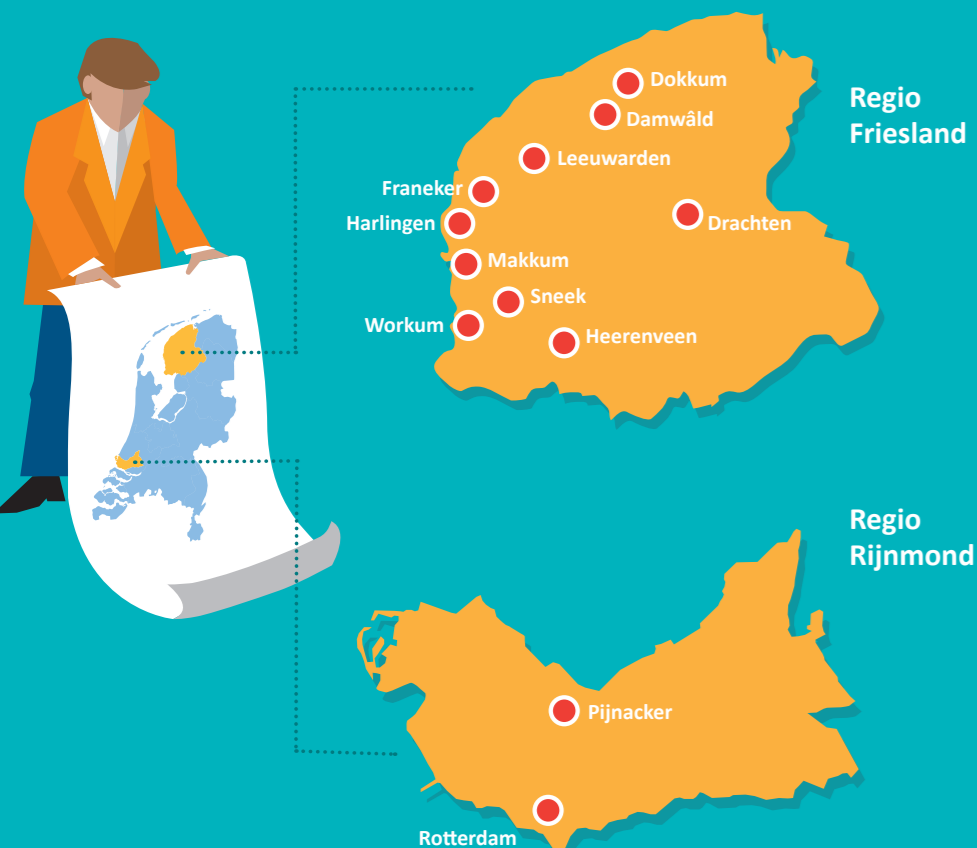 Dokkum
Damwâld
Leeuwarden
Franeker
Harlingen
Drachten
Makkum
Sneek
Workum
Heerenveen
Regio
Friesland
Regio
Rijnmond
Pijnacker
Rotterdam